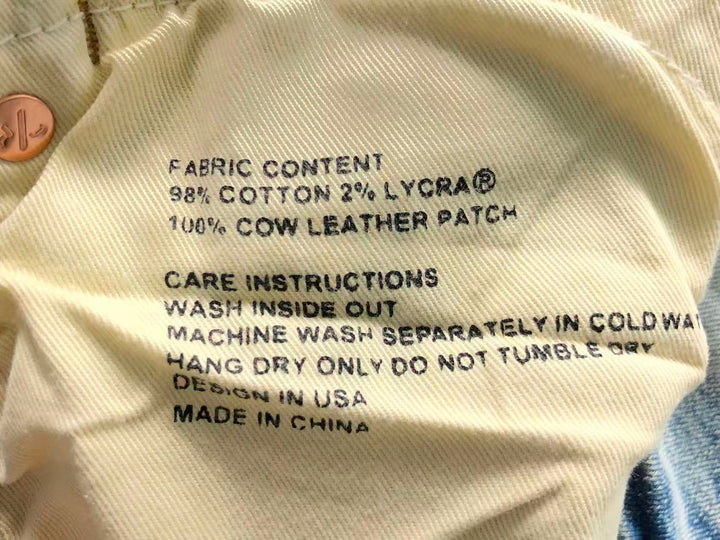 FABRIC CONTENT
98% COTTON 2% LYCRA®
100% COW LEATHER PATCH
CARE INSTRUCTIONS
WASH INSIDE OUT
MACHINE WASH SEPARATELY IN COLD WA
HANG DRY ONLY DO NOT TUMBLE DRY
DESIGN IN USA
MADE IN CHINA